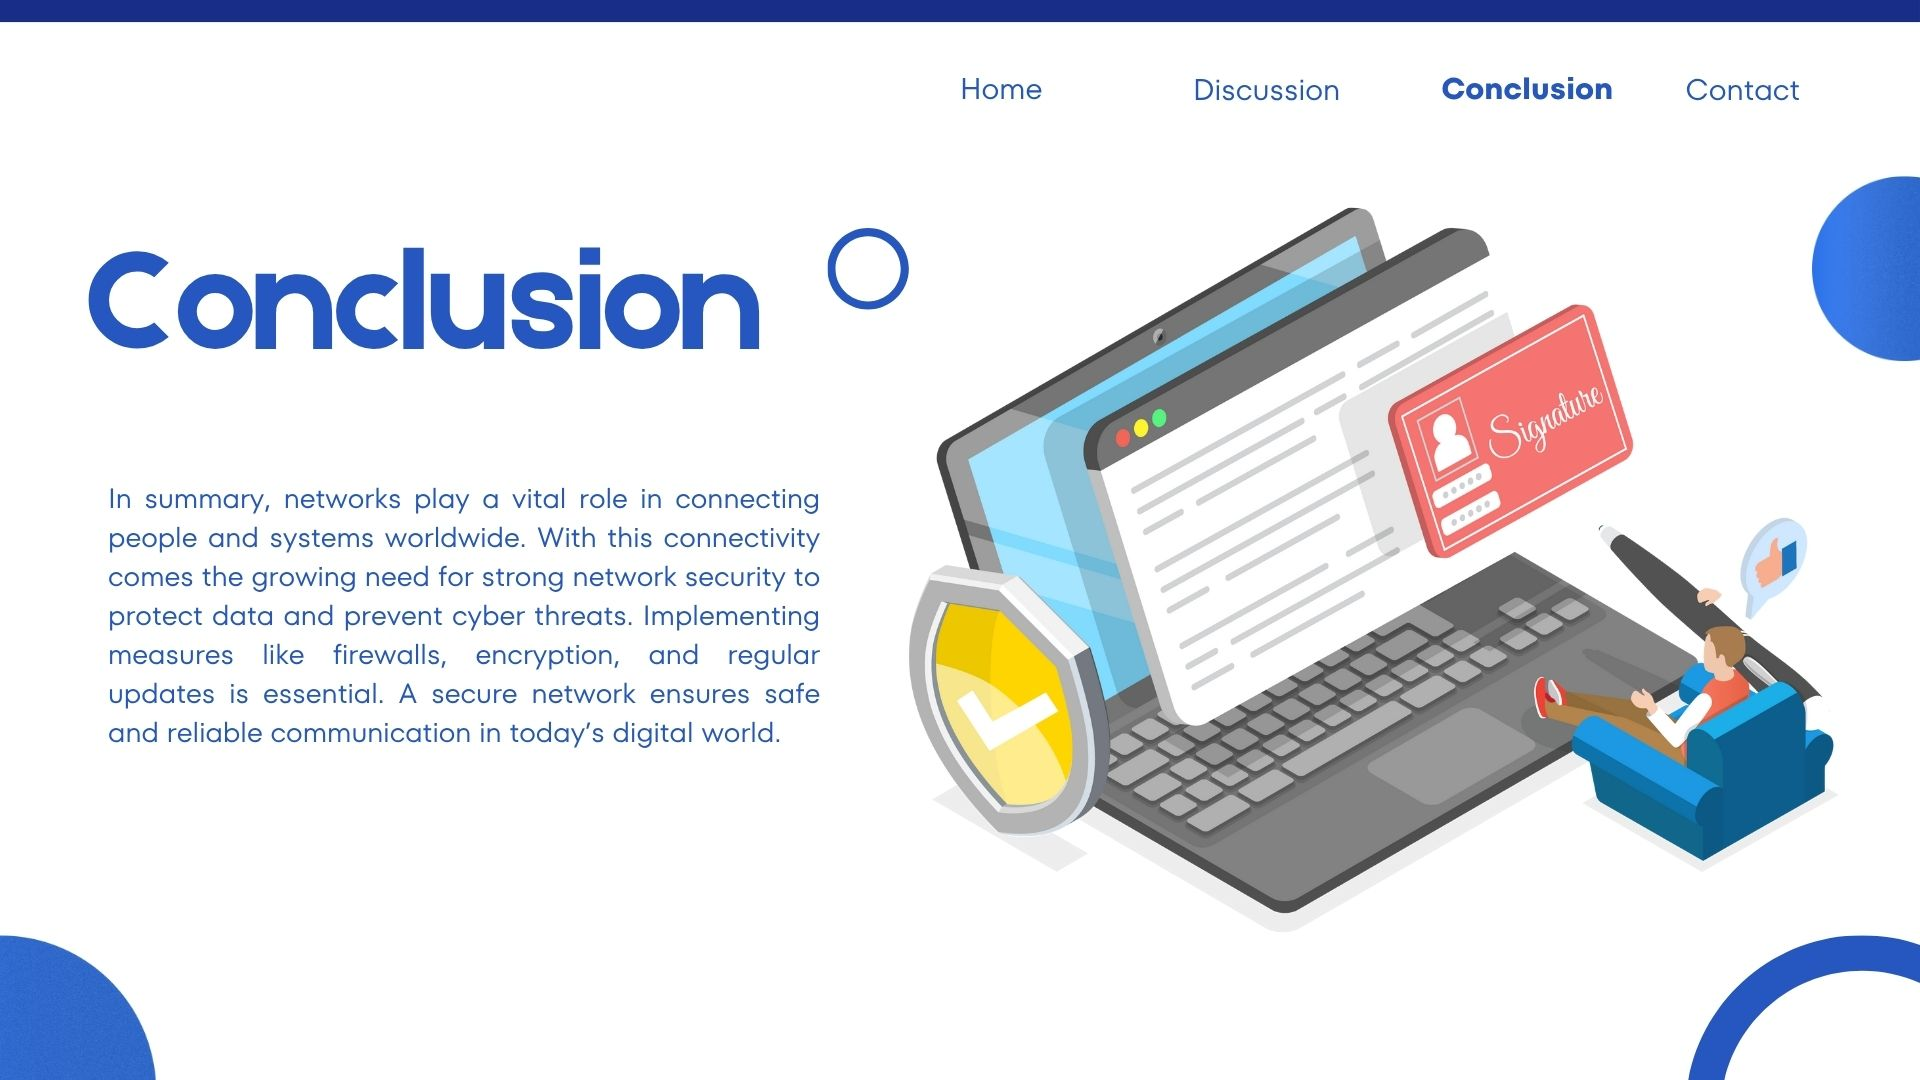 Home
Discussion
Conclusion
Contact
Conclusion
In summary, networks play a vital role in connecting
people and systems worldwide. With this connectivity
comes the growing need for strong network security to
protect data and prevent cyber threats. Implementing
measures like firewalls, encryption, and regular
updates is essential. A secure network ensures safe
and reliable communication in today’s digital world.
Signature